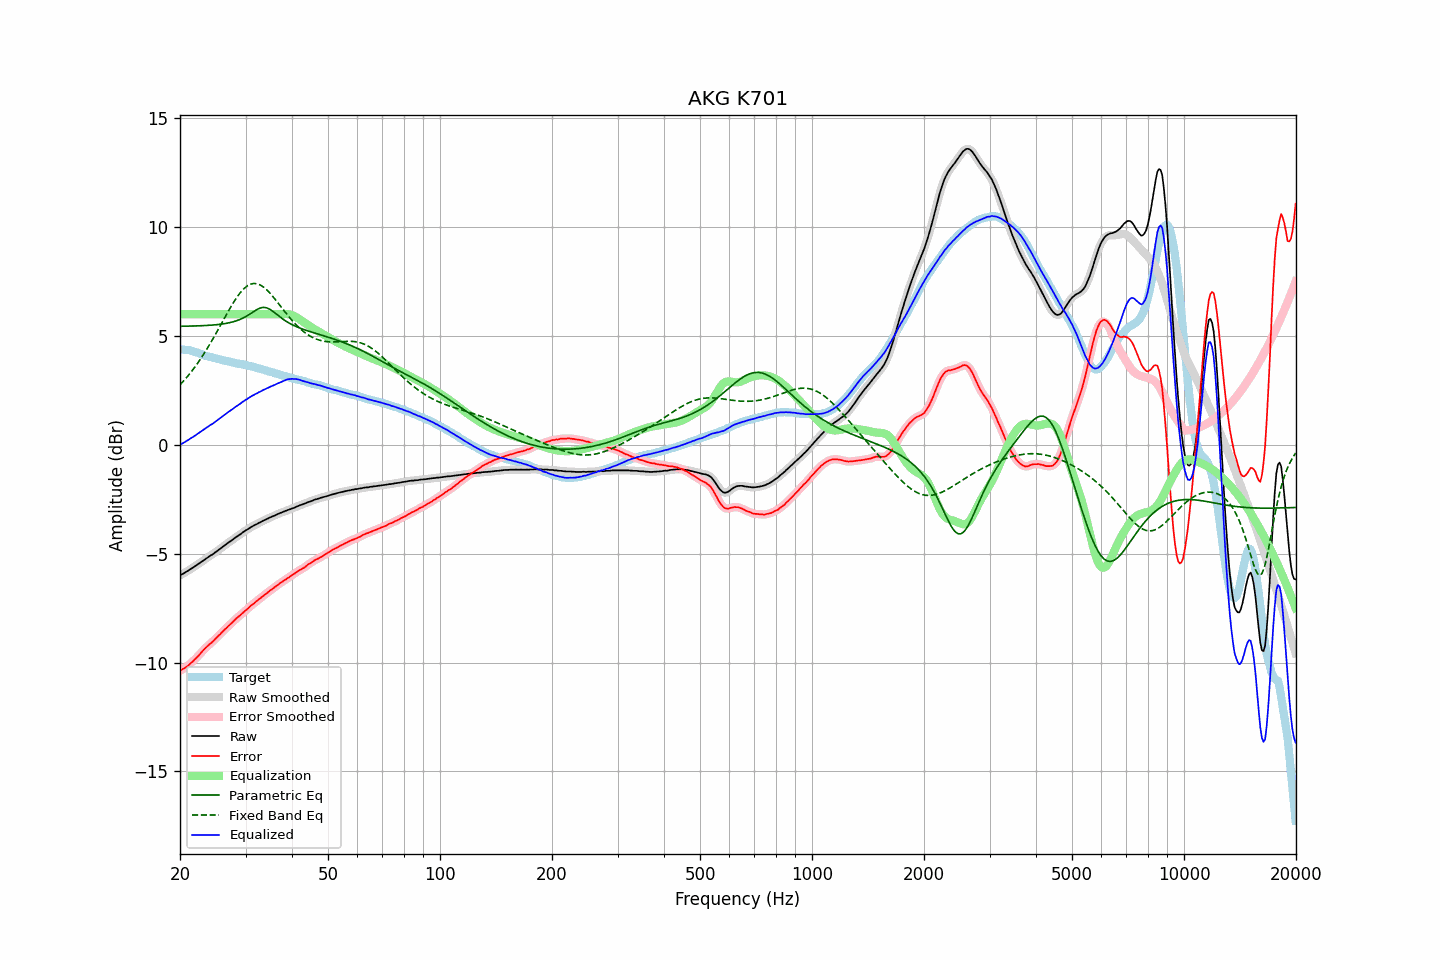 AKG K701
Amplitude (dBr)
15
10
5
0
−5
−10
−15
Target
Raw Smoothed
Error Smoothed
Raw
Error
Equalization
Parametric Eq
Fixed Band Eq
Equalized
20 50 100 200 500 1000 2000 5000 10000 20000
Frequency (Hz)